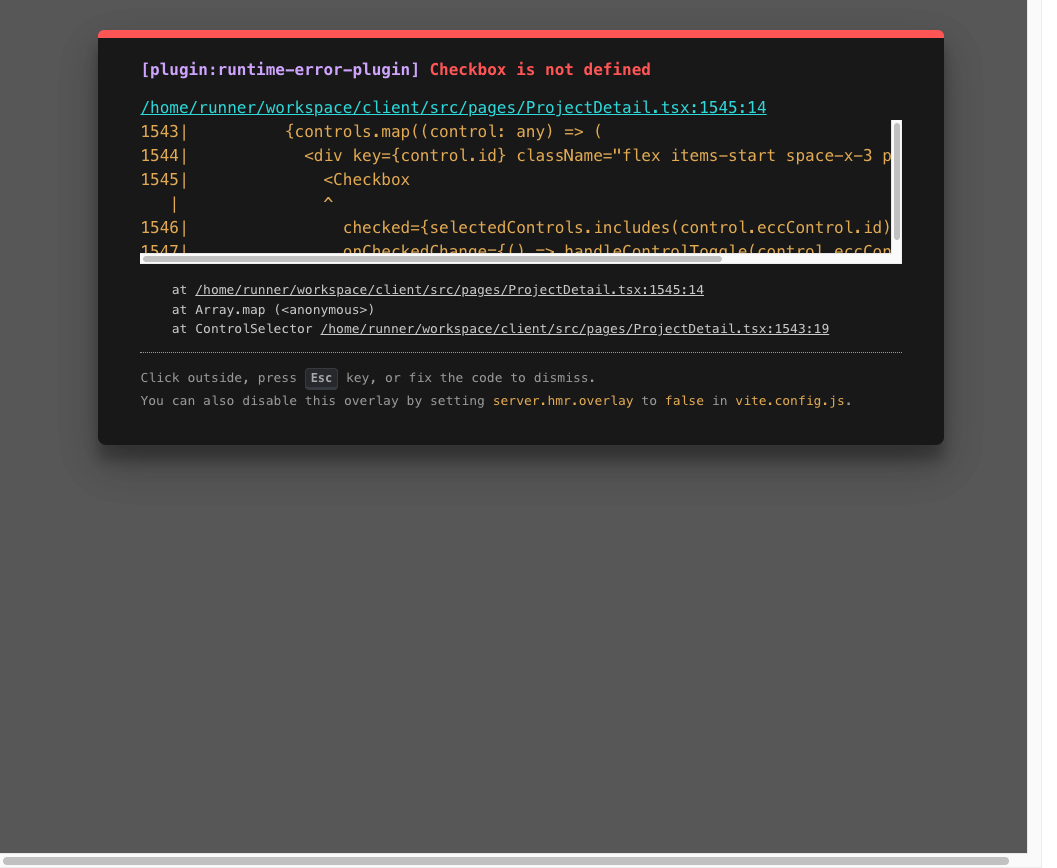 [plugin:runtime-error-plugin] Checkbox is not defined
/home/runner/workspace/client/src/pages/ProjectDetail.tsx:1545:14
1543|          {controls.map((control: any) => (
1544|            <div key={control.id} className="flex items-start space-x-3 p
1545|              <Checkbox
   |               ^
1546|                checked={selectedControls.includes(control.eccControl.id)
1547|                onCheckedChange={() => handleControlToggle(control.eccCon
at /home/runner/workspace/client/src/pages/ProjectDetail.tsx:1545:14
at Array.map (<anonymous>)
at ControlSelector /home/runner/workspace/client/src/pages/ProjectDetail.tsx:1543:19
Click outside, press Esc key, or fix the code to dismiss.
You can also disable this overlay by setting server.hmr.overlay to false in vite.config.js.